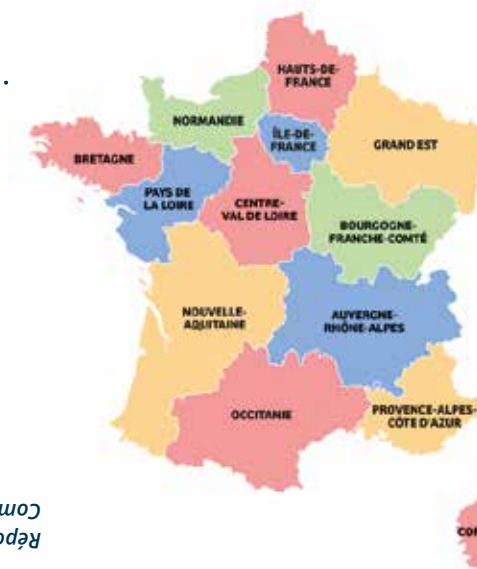 HAUTS-DE-
FRANCE
NORMANDIE
ÎLE-DE-
FRANCE
GRAND EST
BRETAGNE
PAYS DE
LA LOIRE
CENTRE-
VAL DE LOIRE
BOURGOGNE-
FRANCHE-COMTÉ
NOUVELLE-
AQUITAINE
AUVERGNE-
RHÔNE-ALPES
OCCITANIE
PROVENCE-ALPES-
CÔTE D'AZUR